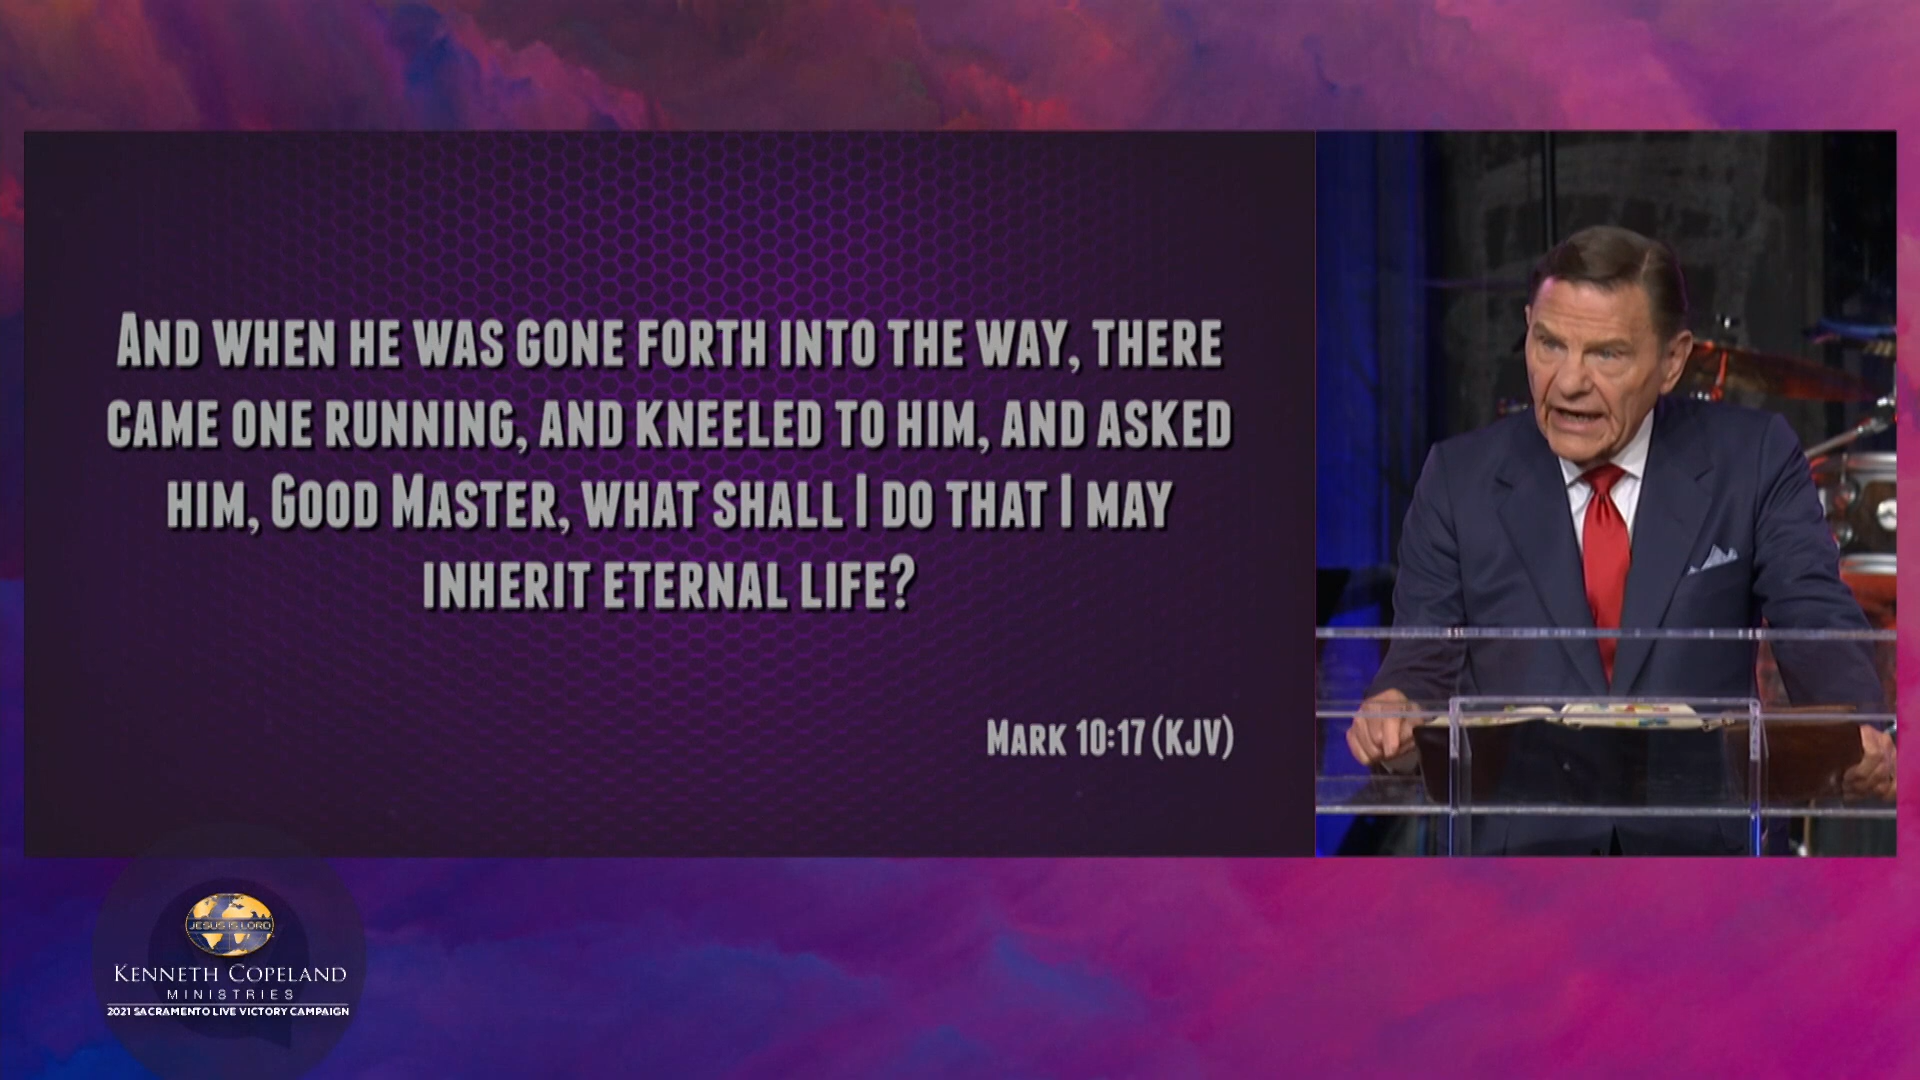 And when he was gone forth into the way, there
came one running, and kneeled to him, and asked
him, Good Master, what shall I do that I may
inherit eternal life?
Mark 10:17 (KJV)
JESUS IS LORD
Kenneth Copeland
MINISTRIES
2021 SACRAMENTO LIVE VICTORY CAMPAIGN